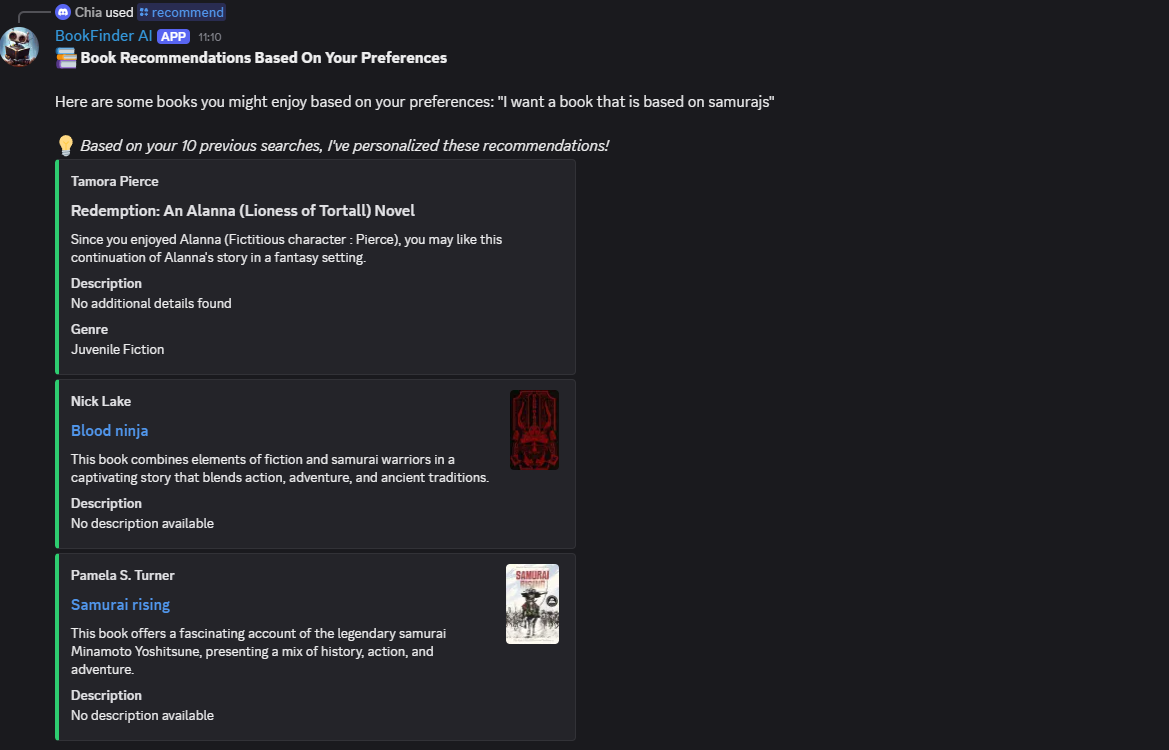 Chia used recommend
BookFinder AI APP 11:10
Book Recommendations Based On Your Preferences
Here are some books you might enjoy based on your preferences: "I want a book that is based on samurajs"
Based on your 10 previous searches, I've personalized these recommendations!
Tamora Pierce
Redemption: An Alanna (Lioness of Tortall) Novel
Since you enjoyed Alanna (Fictitious character : Pierce), you may like this
continuation of Alanna's story in a fantasy setting.
Description
No additional details found
Genre
Juvenile Fiction
Nick Lake
Blood ninja
This book combines elements of fiction and samurai warriors in a
captivating story that blends action, adventure, and ancient traditions.
Description
No description available
Pamela S. Turner
Samurai rising
This book offers a fascinating account of the legendary samurai
Minamoto Yoshitsune, presenting a mix of history, action, and
adventure.
Description
No description available
SAMURAI
RISING